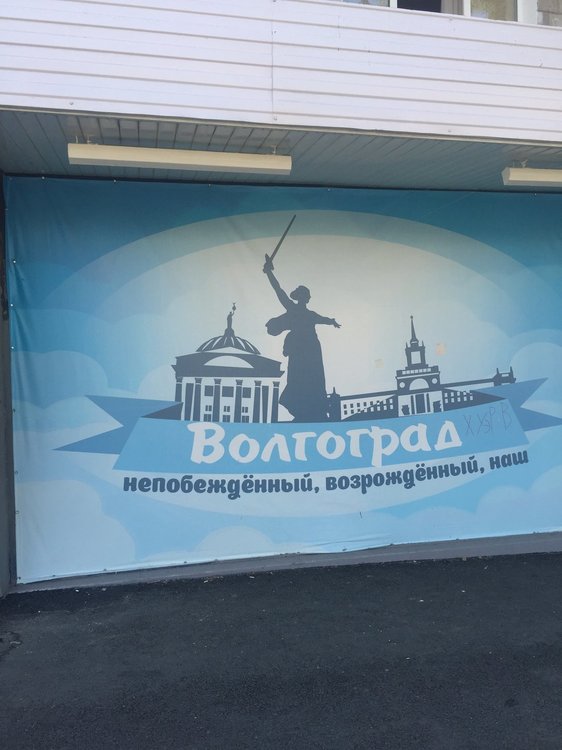 Волгоград
непобеждённый, возрождённый, наш